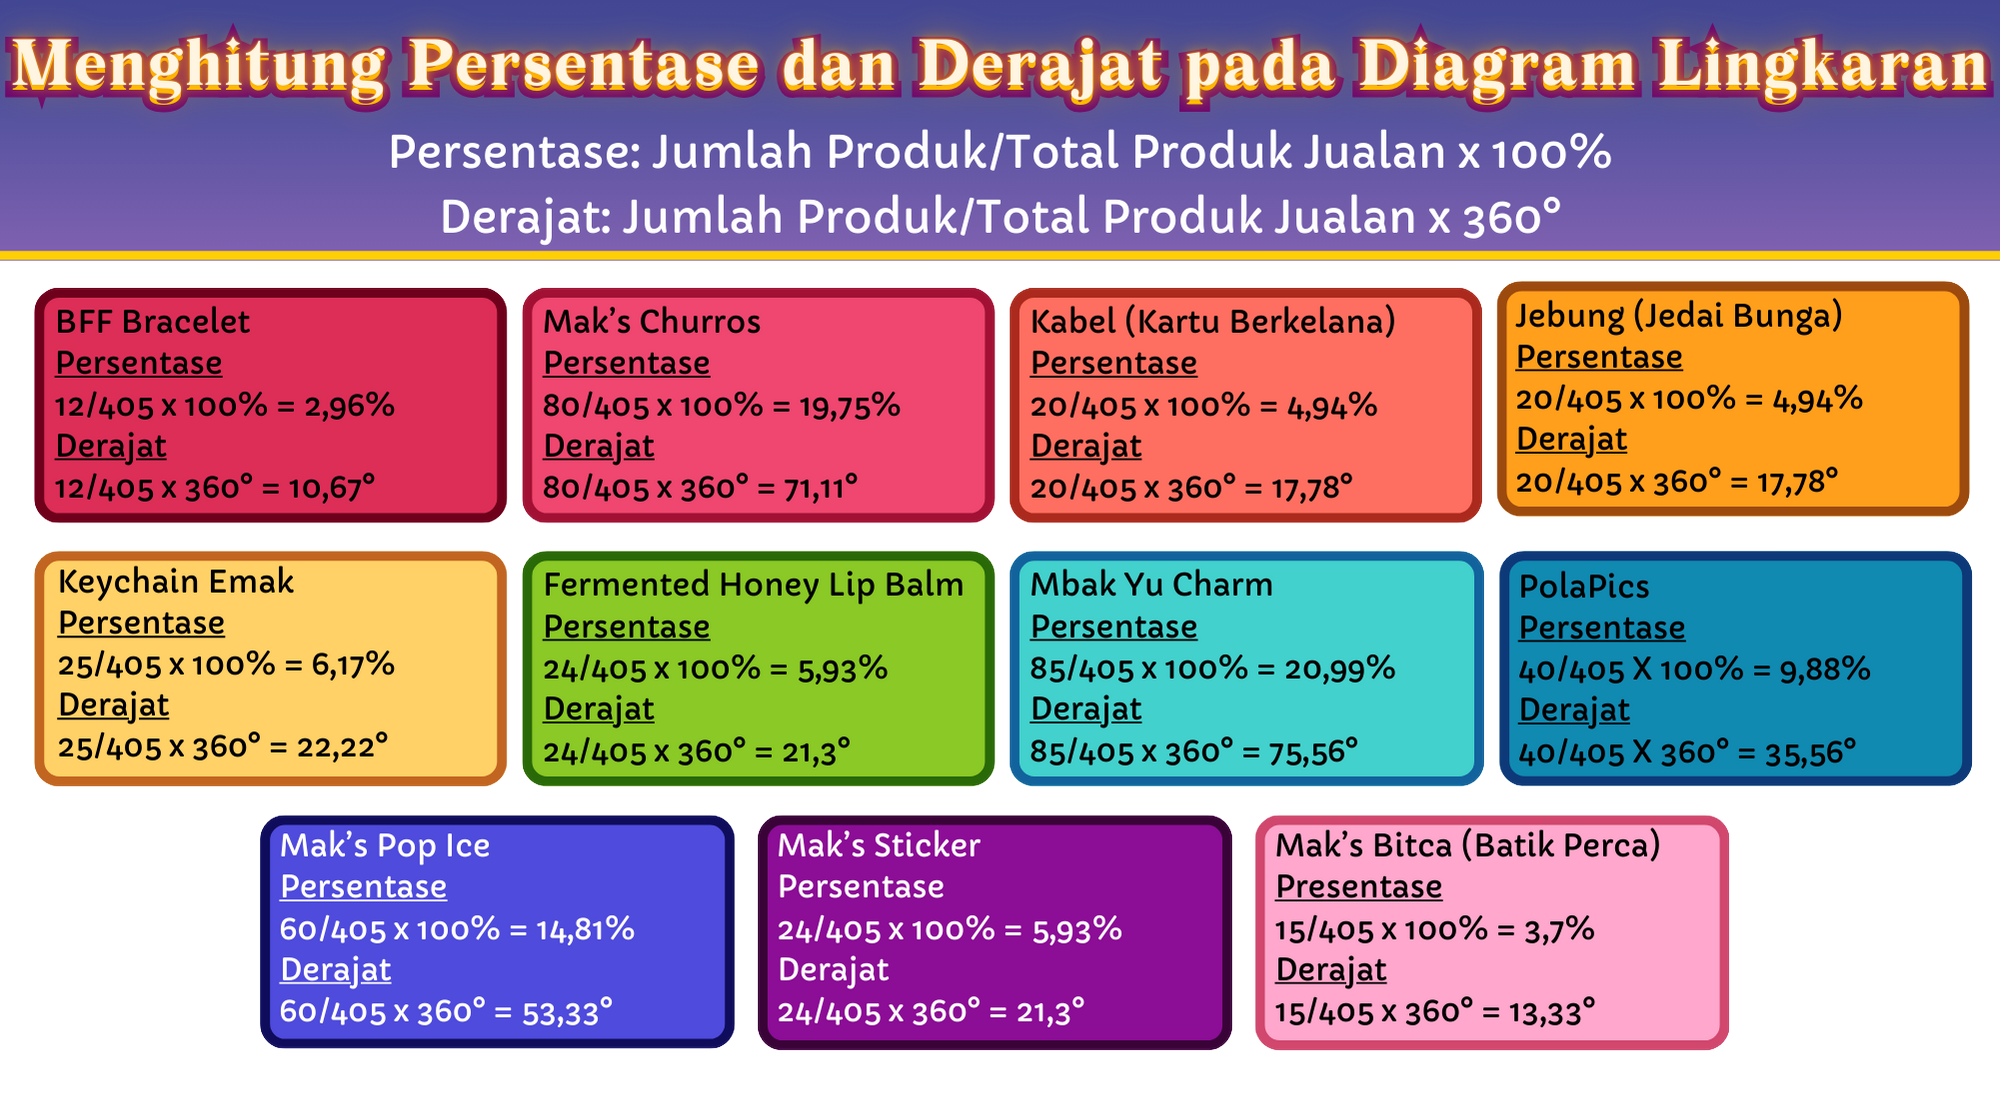 Menghitung Persentase dan Derajat pada Diagram Lingkaran
Persentase: Jumlah Produk/Total Produk Jualan x 100%
Derajat: Jumlah Produk/Total Produk Jualan x 360°
BFF Bracelet
Persentase
12/405 x 100% = 2,96%
Derajat
12/405 x 360° = 10,67°
Mak’s Churros
Persentase
80/405 x 100% = 19,75%
Derajat
80/405 x 360° = 71,11°
Kabel (Kartu Berkelana)
Persentase
20/405 x 100% = 4,94%
Derajat
20/405 x 360° = 17,78°
Jebung (Jedai Bunga)
Persentase
20/405 x 100% = 4,94%
Derajat
20/405 x 360° = 17,78°
Keychain Emak
Persentase
25/405 x 100% = 6,17%
Derajat
25/405 x 360° = 22,22°
Fermented Honey Lip Balm
Persentase
24/405 x 100% = 5,93%
Derajat
24/405 x 360° = 21,3°
Mbak Yu Charm
Persentase
85/405 x 100% = 20,99%
Derajat
85/405 x 360° = 75,56°
PolaPics
Persentase
40/405 X 100% = 9,88%
Derajat
40/405 X 360° = 35,56°
Mak’s Pop Ice
Persentase
60/405 x 100% = 14,81%
Derajat
60/405 x 360° = 53,33°
Mak’s Sticker
Persentase
24/405 x 100% = 5,93%
Derajat
24/405 x 360° = 21,3°
Mak’s Bitca (Batik Perca)
Presentase
15/405 x 100% = 3,7%
Derajat
15/405 x 360° = 13,33°